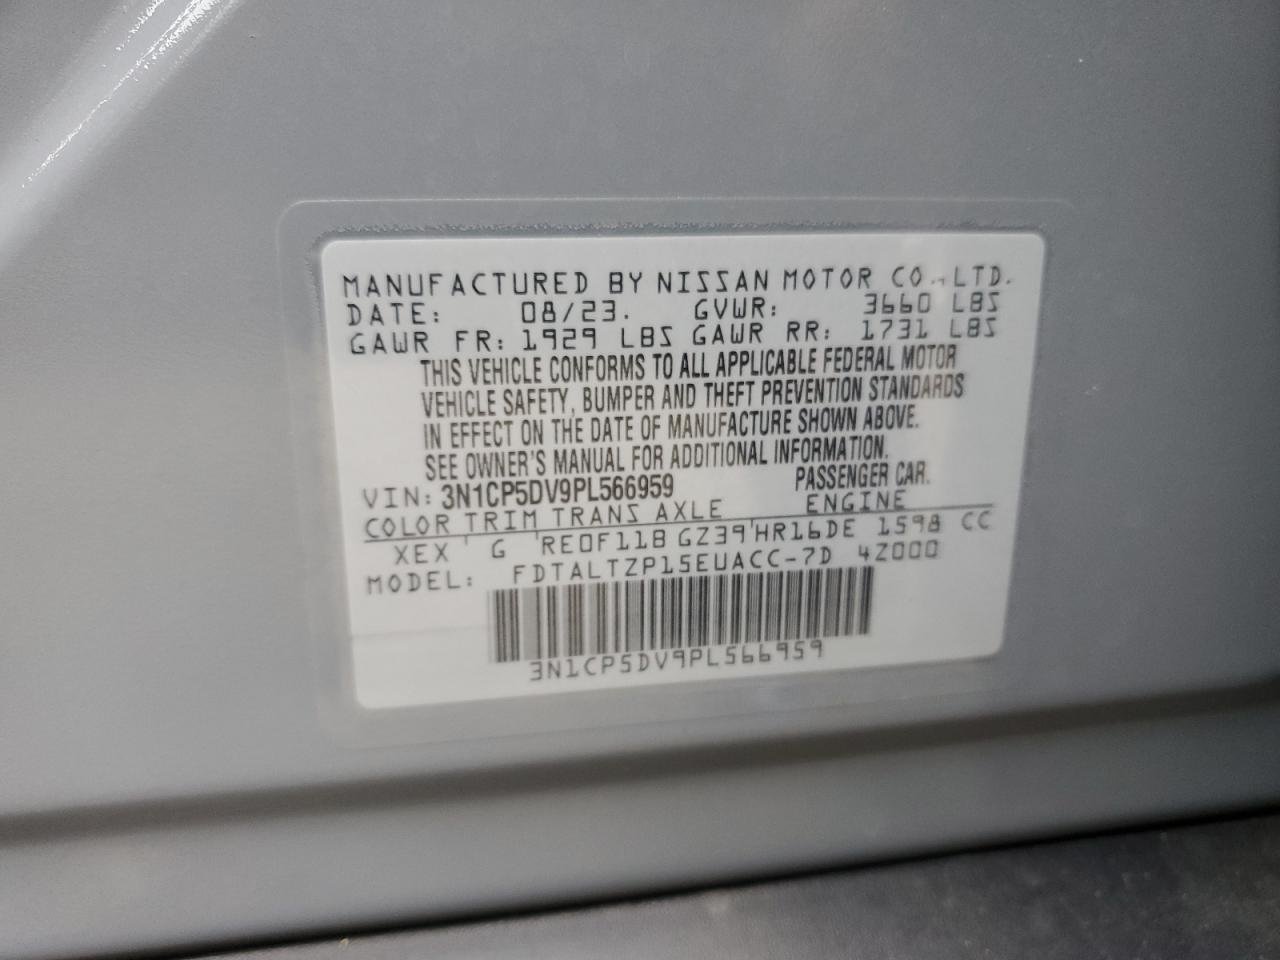 MANUFACTURED BY NISSAN MOTOR CO.,LTD.
DATE: 08/23. GVWR: 3660 LBS
GAWR FR: 1929 LBS GAWR RR: 1731 LBS
THIS VEHICLE CONFORMS TO ALL APPLICABLE FEDERAL MOTOR
VEHICLE SAFETY, BUMPER AND THEFT PREVENTION STANDARDS
IN EFFECT ON THE DATE OF MANUFACTURE SHOWN ABOVE.
SEE OWNER'S MANUAL FOR ADDITIONAL INFORMATION.
VIN: 3N1CP5DV9PL566959 PASSENGER CAR.
COLOR TRIM TRANS AXLE ENGINE
XEX G RE0F11B GZ39 HR16DE 1598 CC
MODEL: FDTALTZP15EUACC-7D 4Z000
3N1CP5DV9PL566959